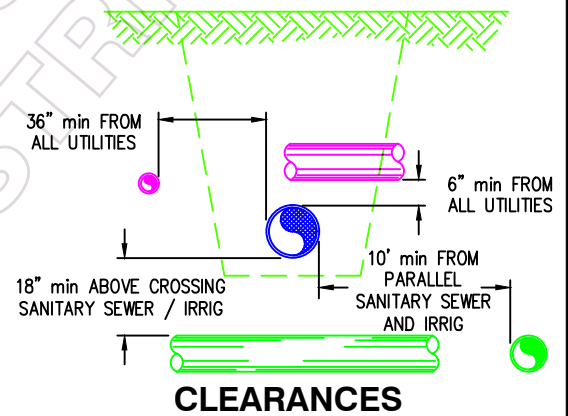 36" min FROM
ALL UTILITIES
6" min FROM
ALL UTILITIES
18" min ABOVE CROSSING
SANITARY SEWER / IRRIG
10' min FROM
PARALLEL
SANITARY SEWER
AND IRRIG
CLEARANCES